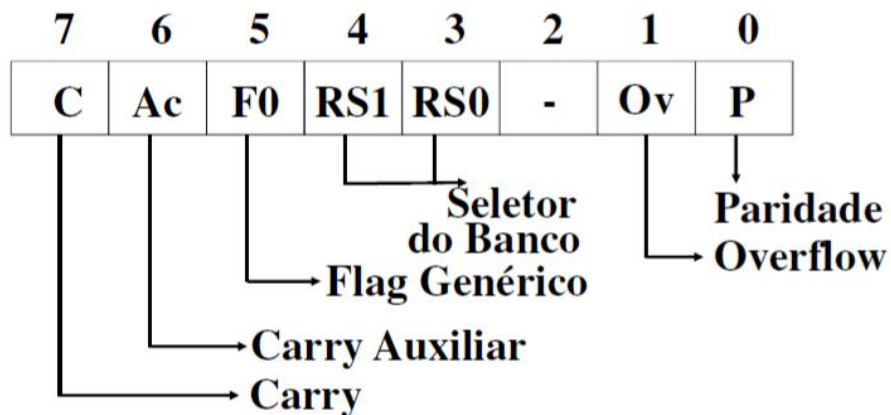 7 6 5 4 3 2 1 0
C Ac F0 RS1 RS0 - Ov P
Seletor
do Banco
Paridade
Overflow
Flag Genérico
Carry Auxiliar
Carry